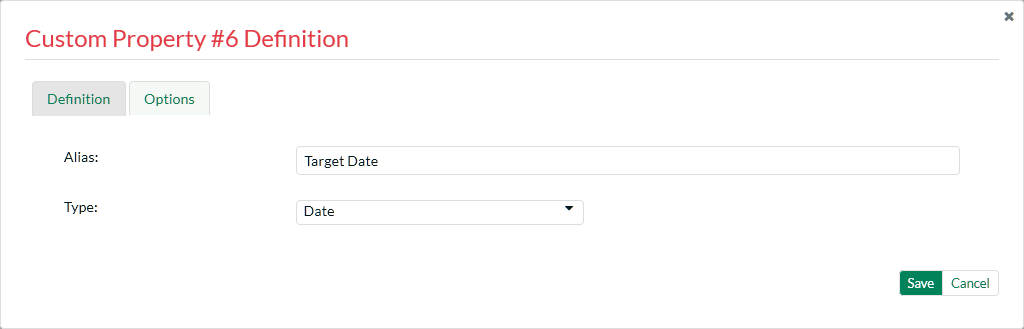 Custom Property #6 Definition
Definition Options
Alias: Target Date
Type: Date
Save Cancel